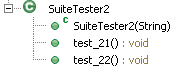 SuiteTester2
SuiteTester2(String)
test_21() : void
test_22() : void